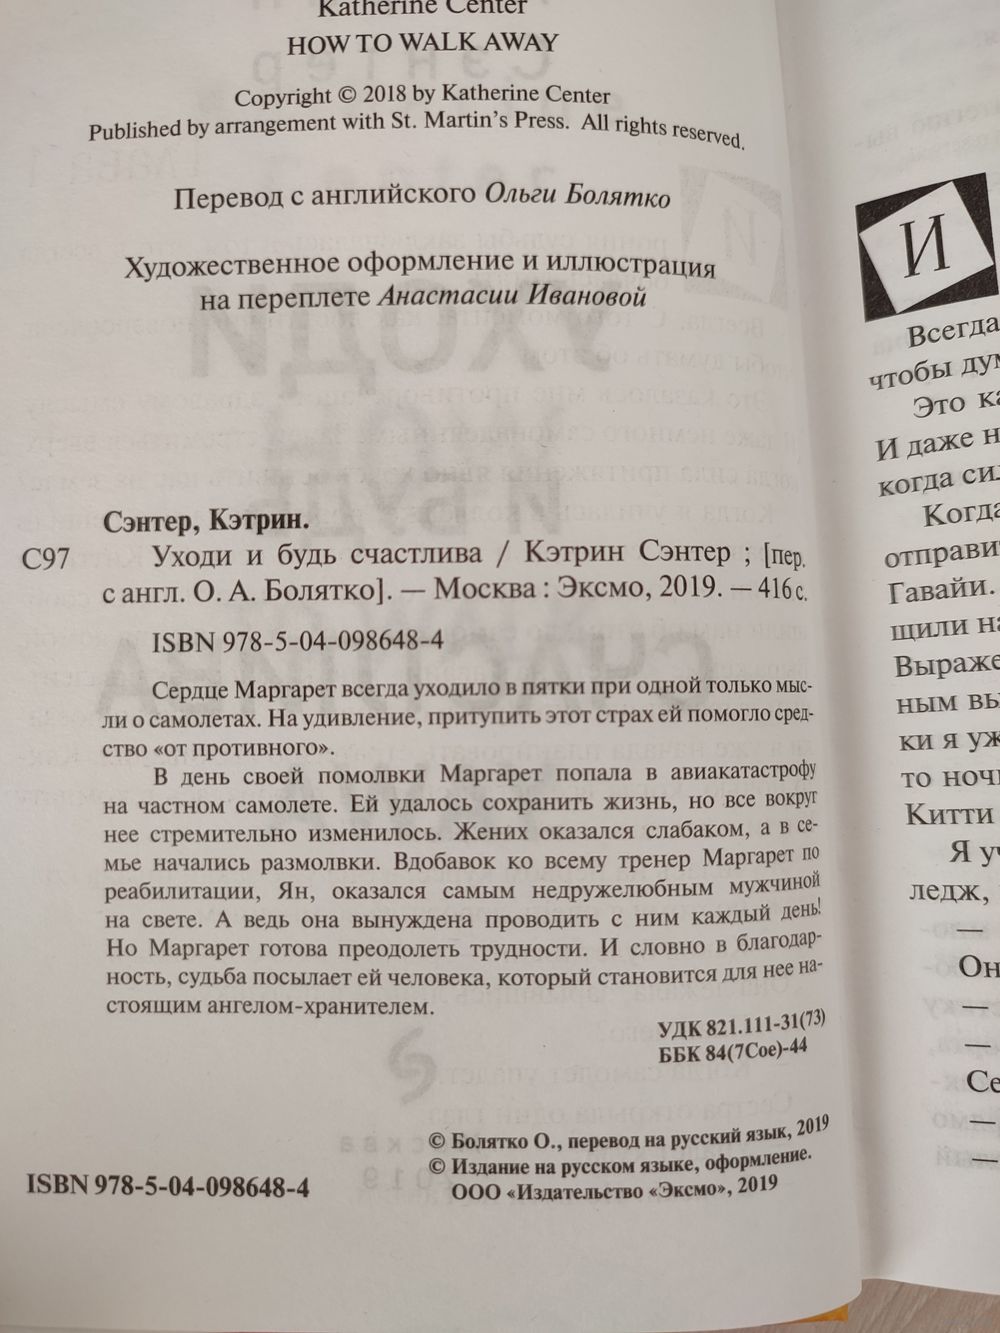 Katherine Center
HOW TO WALK AWAY
Copyright © 2018 by Katherine Center
Published by arrangement with St. Martin's Press. All rights reserved.
Перевод с английского Ольги Болятко
Художественное оформление и иллюстрация
на переплете Анастасии Ивановой
Сэнтер, Кэтрин.
С97 Уходи и будь счастлива / Кэтрин Сэнтер ; [пер.
с англ. О. А. Болятко]. — Москва : Эксмо, 2019. — 416 с.
ISBN 978-5-04-098648-4
Сердце Маргарет всегда уходило в пятки при одной только мыс-
ли о самолетах. На удивление, притупить этот страх ей помогло сред-
ство «от противного».
В день своей помолвки Маргарет попала в авиакатастрофу
на частном самолете. Ей удалось сохранить жизнь, но все вокруг
нее стремительно изменилось. Жених оказался слабаком, а в се-
мье начались размолвки. Вдобавок ко всему тренер Маргарет по
реабилитации, Ян, оказался самым недружелюбным мужчиной
на свете. А ведь она вынуждена проводить с ним каждый день!
Но Маргарет готова преодолеть трудности. И словно в благодар-
ность, судьба посылает ей человека, который становится для нее на-
стоящим ангелом-хранителем.
УДК 821.111-31(73)
ББК 84(7Сое)-44
© Болятко О., перевод на русский язык, 2019
© Издание на русском языке, оформление.
ООО «Издательство «Эксмо», 2019
ISBN 978-5-04-098648-4
И
Всегда
чтобы дум
Это ка
И даже н
когда сил
Когда
отправит
Гавайи.
щили на
Выраже
ным вы
ки я уж
то ночь
Китти
Я уч
ледж,
—
Он
—
—
Се
—
—